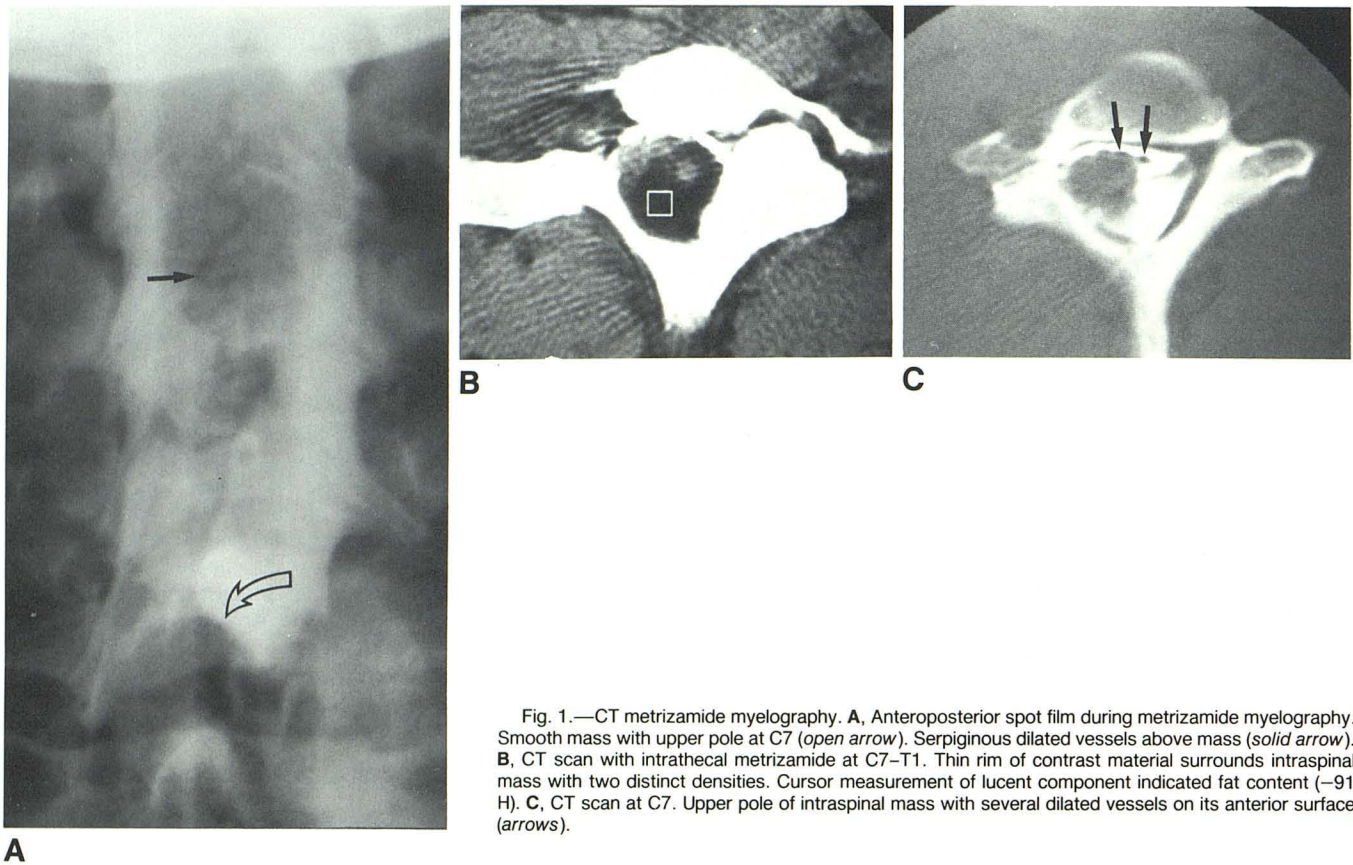 A
B
C
Fig. 1.—CT metrizamide myelography. A, Anteroposterior spot film during metrizamide myelography.
Smooth mass with upper pole at C7 (open arrow). Serpiginous dilated vessels above mass (solid arrow).
B, CT scan with intrathecal metrizamide at C7–T1. Thin rim of contrast material surrounds intraspinal
mass with two distinct densities. Cursor measurement of lucent component indicated fat content (−91
H). C, CT scan at C7. Upper pole of intraspinal mass with several dilated vessels on its anterior surface
(arrows).